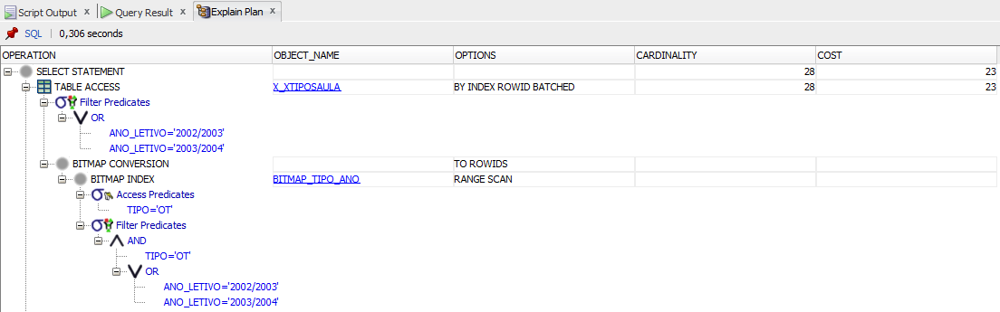 Script Output x Query Result x Explain Plan x
SQL | 0,306 seconds
OPERATION OBJECT_NAME OPTIONS CARDINALITY COST
SELECT STATEMENT 28 23
TABLE ACCESS X_XTIPOSAULA BY INDEX ROWID BATCHED 28 23
Filter Predicates
OR
ANO_LETIVO='2002/2003'
ANO_LETIVO='2003/2004'
BITMAP CONVERSION TO ROWIDS
BITMAP INDEX BITMAP_TIPO_ANO RANGE SCAN
Access Predicates
TIPO='OT'
Filter Predicates
AND
TIPO='OT'
OR
ANO_LETIVO='2002/2003'
ANO_LETIVO='2003/2004'